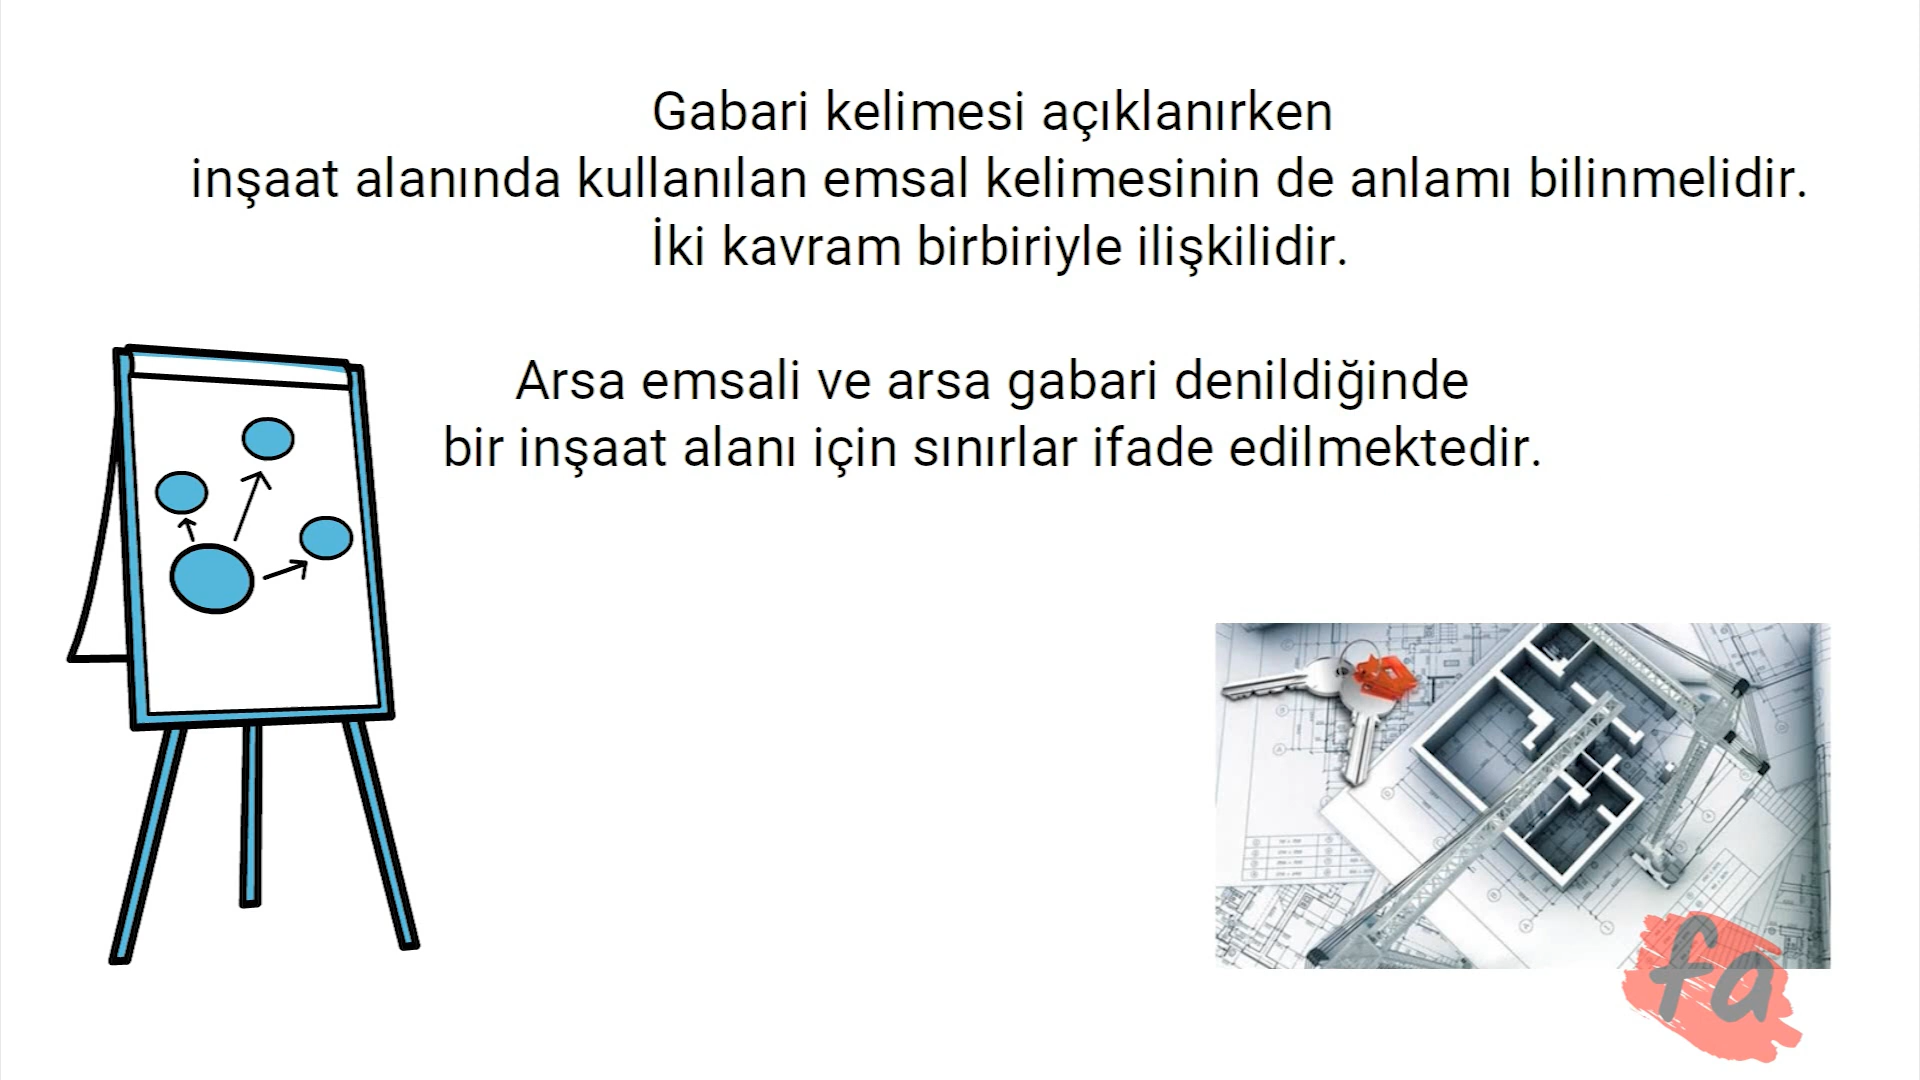 Gabari kelimesi açıklanırken
inşaat alanında kullanılan emsal kelimesinin de anlamı bilinmelidir.
İki kavram birbiriyle ilişkilidir.
Arsa emsali ve arsa gabari denildiğinde
bir inşaat alanı için sınırlar ifade edilmektedir.
fa